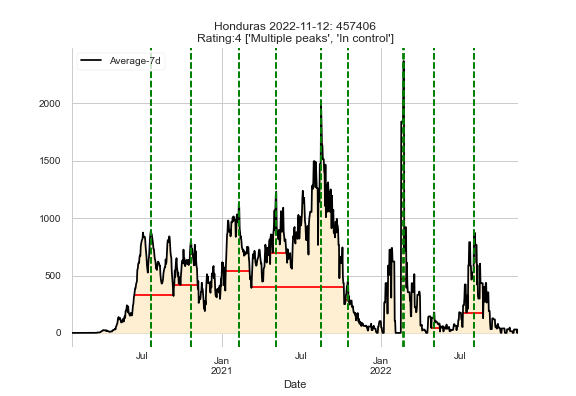 Honduras 2022-11-12: 457406
Rating:4 ['Multiple peaks', 'In control']
Average-7d
2000
1500
1000
500
0
Jul
Jan
2021
Jul
Jan
2022
Jul
Date